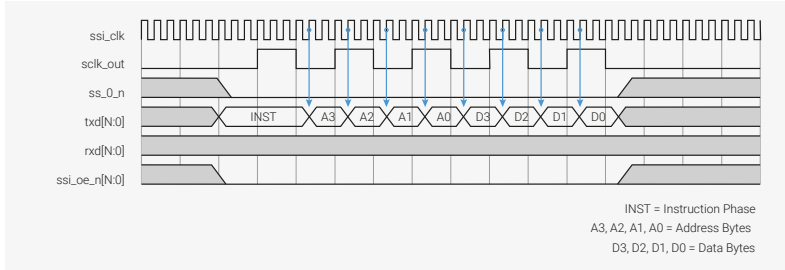 ssi_clk
sclk_out
ss_0_n
txd[N:0] INST A3 A2 A1 A0 D3 D2 D1 D0
rxd[N:0]
ssi_oe_n[N:0]
INST = Instruction Phase
A3, A2, A1, A0 = Address Bytes
D3, D2, D1, D0 = Data Bytes